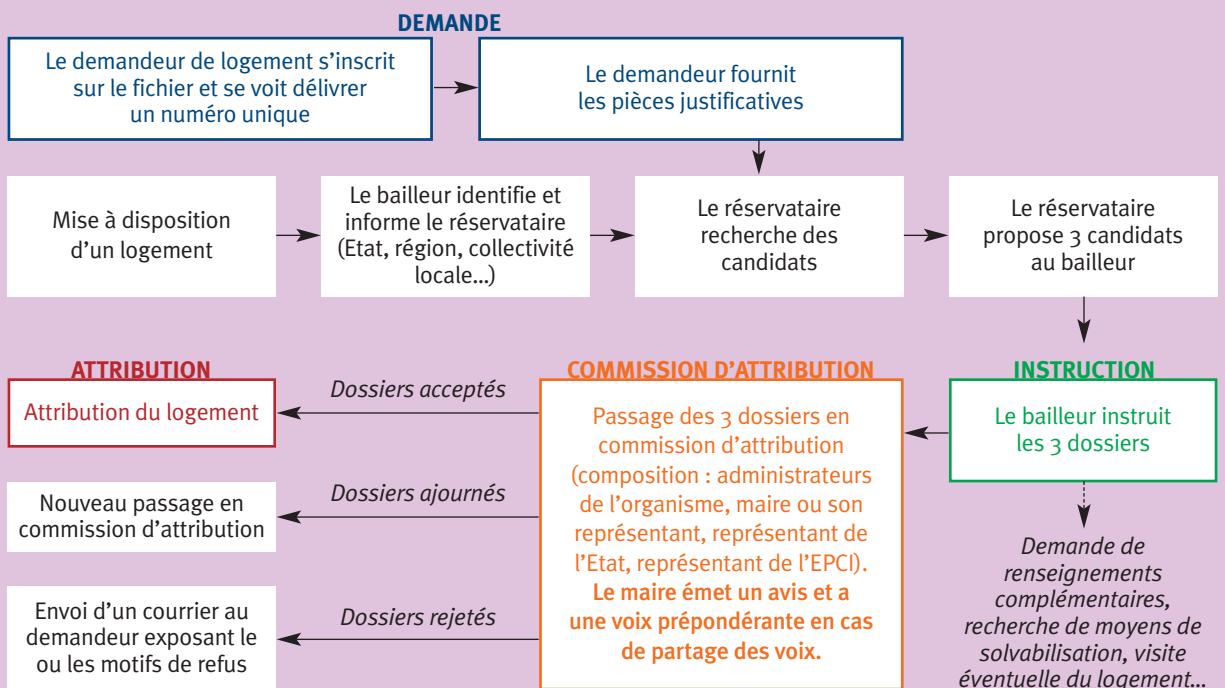 DEMANDE
Le demandeur de logement s’inscrit
sur le fichier et se voit délivrer
un numéro unique
Le demandeur fournit
les pièces justificatives
Mise à disposition
d’un logement
Le bailleur identifie et
informe le réservataire
(Etat, région, collectivité
locale...)
Le réservataire
recherche des
candidats
Le réservataire
propose 3 candidats
au bailleur
ATTRIBUTION
Attribution du logement
Dossiers acceptés
COMMISSION D’ATTRIBUTION
Passage des 3 dossiers en
commission d’attribution
(composition : administrateurs
de l’organisme, maire ou son
représentant, représentant de
l’Etat, représentant de l’EPCI).
Le maire émet un avis et a
une voix prépondérante en cas
de partage des voix.
INSTRUCTION
Le bailleur instruit
les 3 dossiers
Nouveau passage en
commission d’attribution
Dossiers ajournés
Envoi d’un courrier au
demandeur exposant le
ou les motifs de refus
Dossiers rejetés
Demande de
renseignements
complémentaires,
recherche de moyens de
solvabilisation, visite
éventuelle du logement...